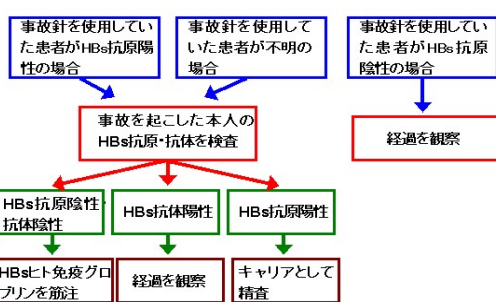 事故針を使用してい
た患者がHBs抗原陽
性の場合
事故針を使用して
いた患者が不明の
場合
事故針を使用してい
た患者がHBs抗原
陰性の場合
事故を起こした本人の
HBs抗原・抗体を検査
経過を観察
HBs抗原陰性・
抗体陰性
HBs抗体陽性
HBs抗原陽性
HBsヒト免疫グロ
ブリンを筋注
経過を観察
キャリアとして
精査